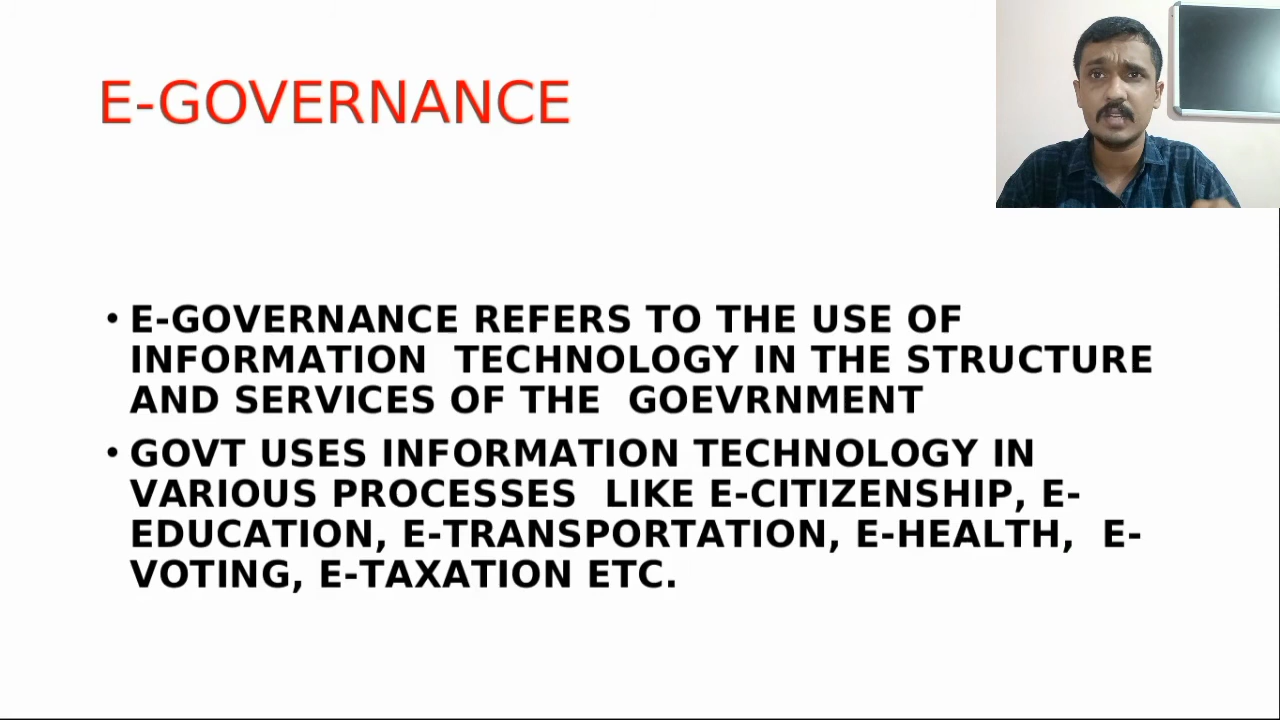 E-GOVERNANCE
• E-GOVERNANCE REFERS TO THE USE OF
INFORMATION  TECHNOLOGY IN THE STRUCTURE
AND SERVICES OF THE  GOEVRNMENT
• GOVT USES INFORMATION TECHNOLOGY IN
VARIOUS PROCESSES  LIKE E-CITIZENSHIP, E-
EDUCATION, E-TRANSPORTATION, E-HEALTH,  E-
VOTING, E-TAXATION ETC.